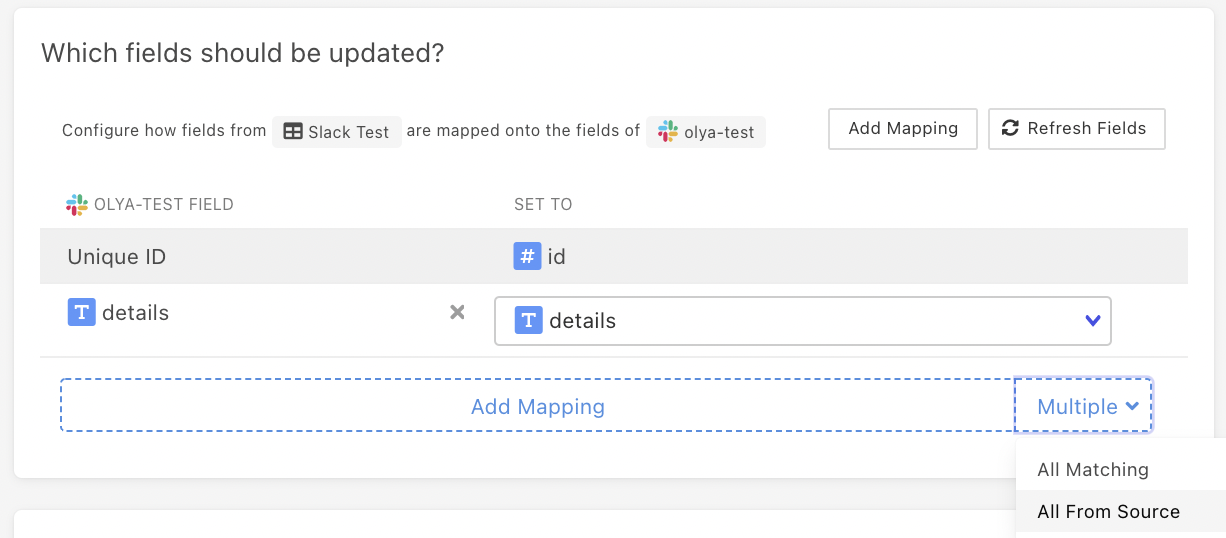 Which fields should be updated?
Configure how fields from Slack Test are mapped onto the fields of olya-test
Add Mapping
Refresh Fields
OLYA-TEST FIELD
SET TO
Unique ID
# id
T details
T details
Add Mapping
Multiple
All Matching
All From Source